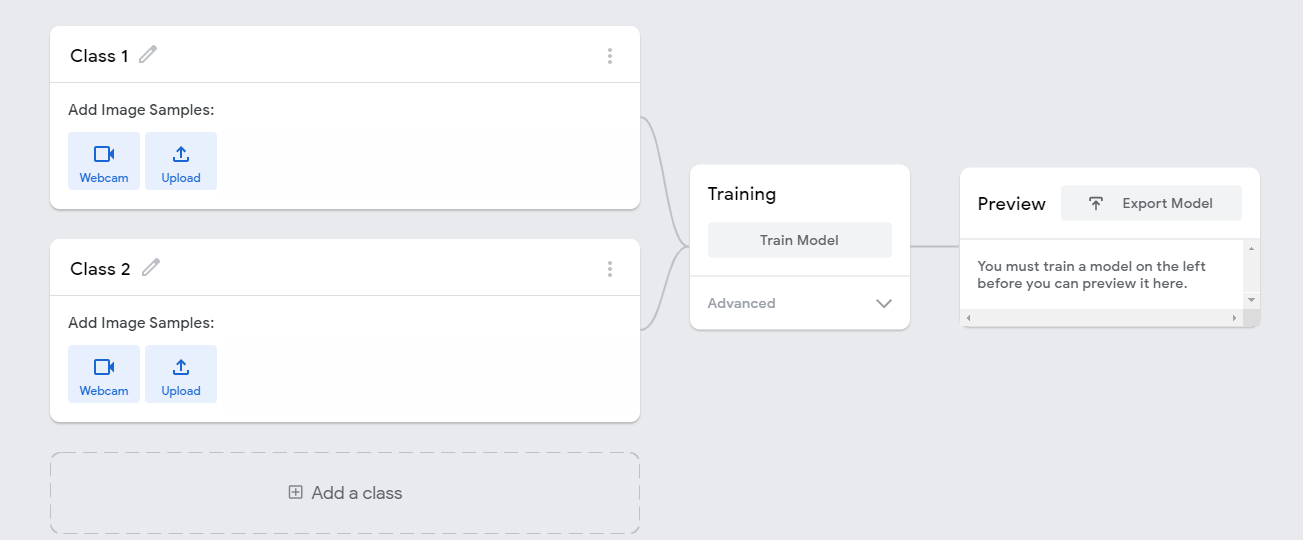 Class 1
Add Image Samples:
Webcam
Upload
Class 2
Add Image Samples:
Webcam
Upload
Add a class
Training
Train Model
Advanced
Preview
Export Model
You must train a model on the left
before you can preview it here.